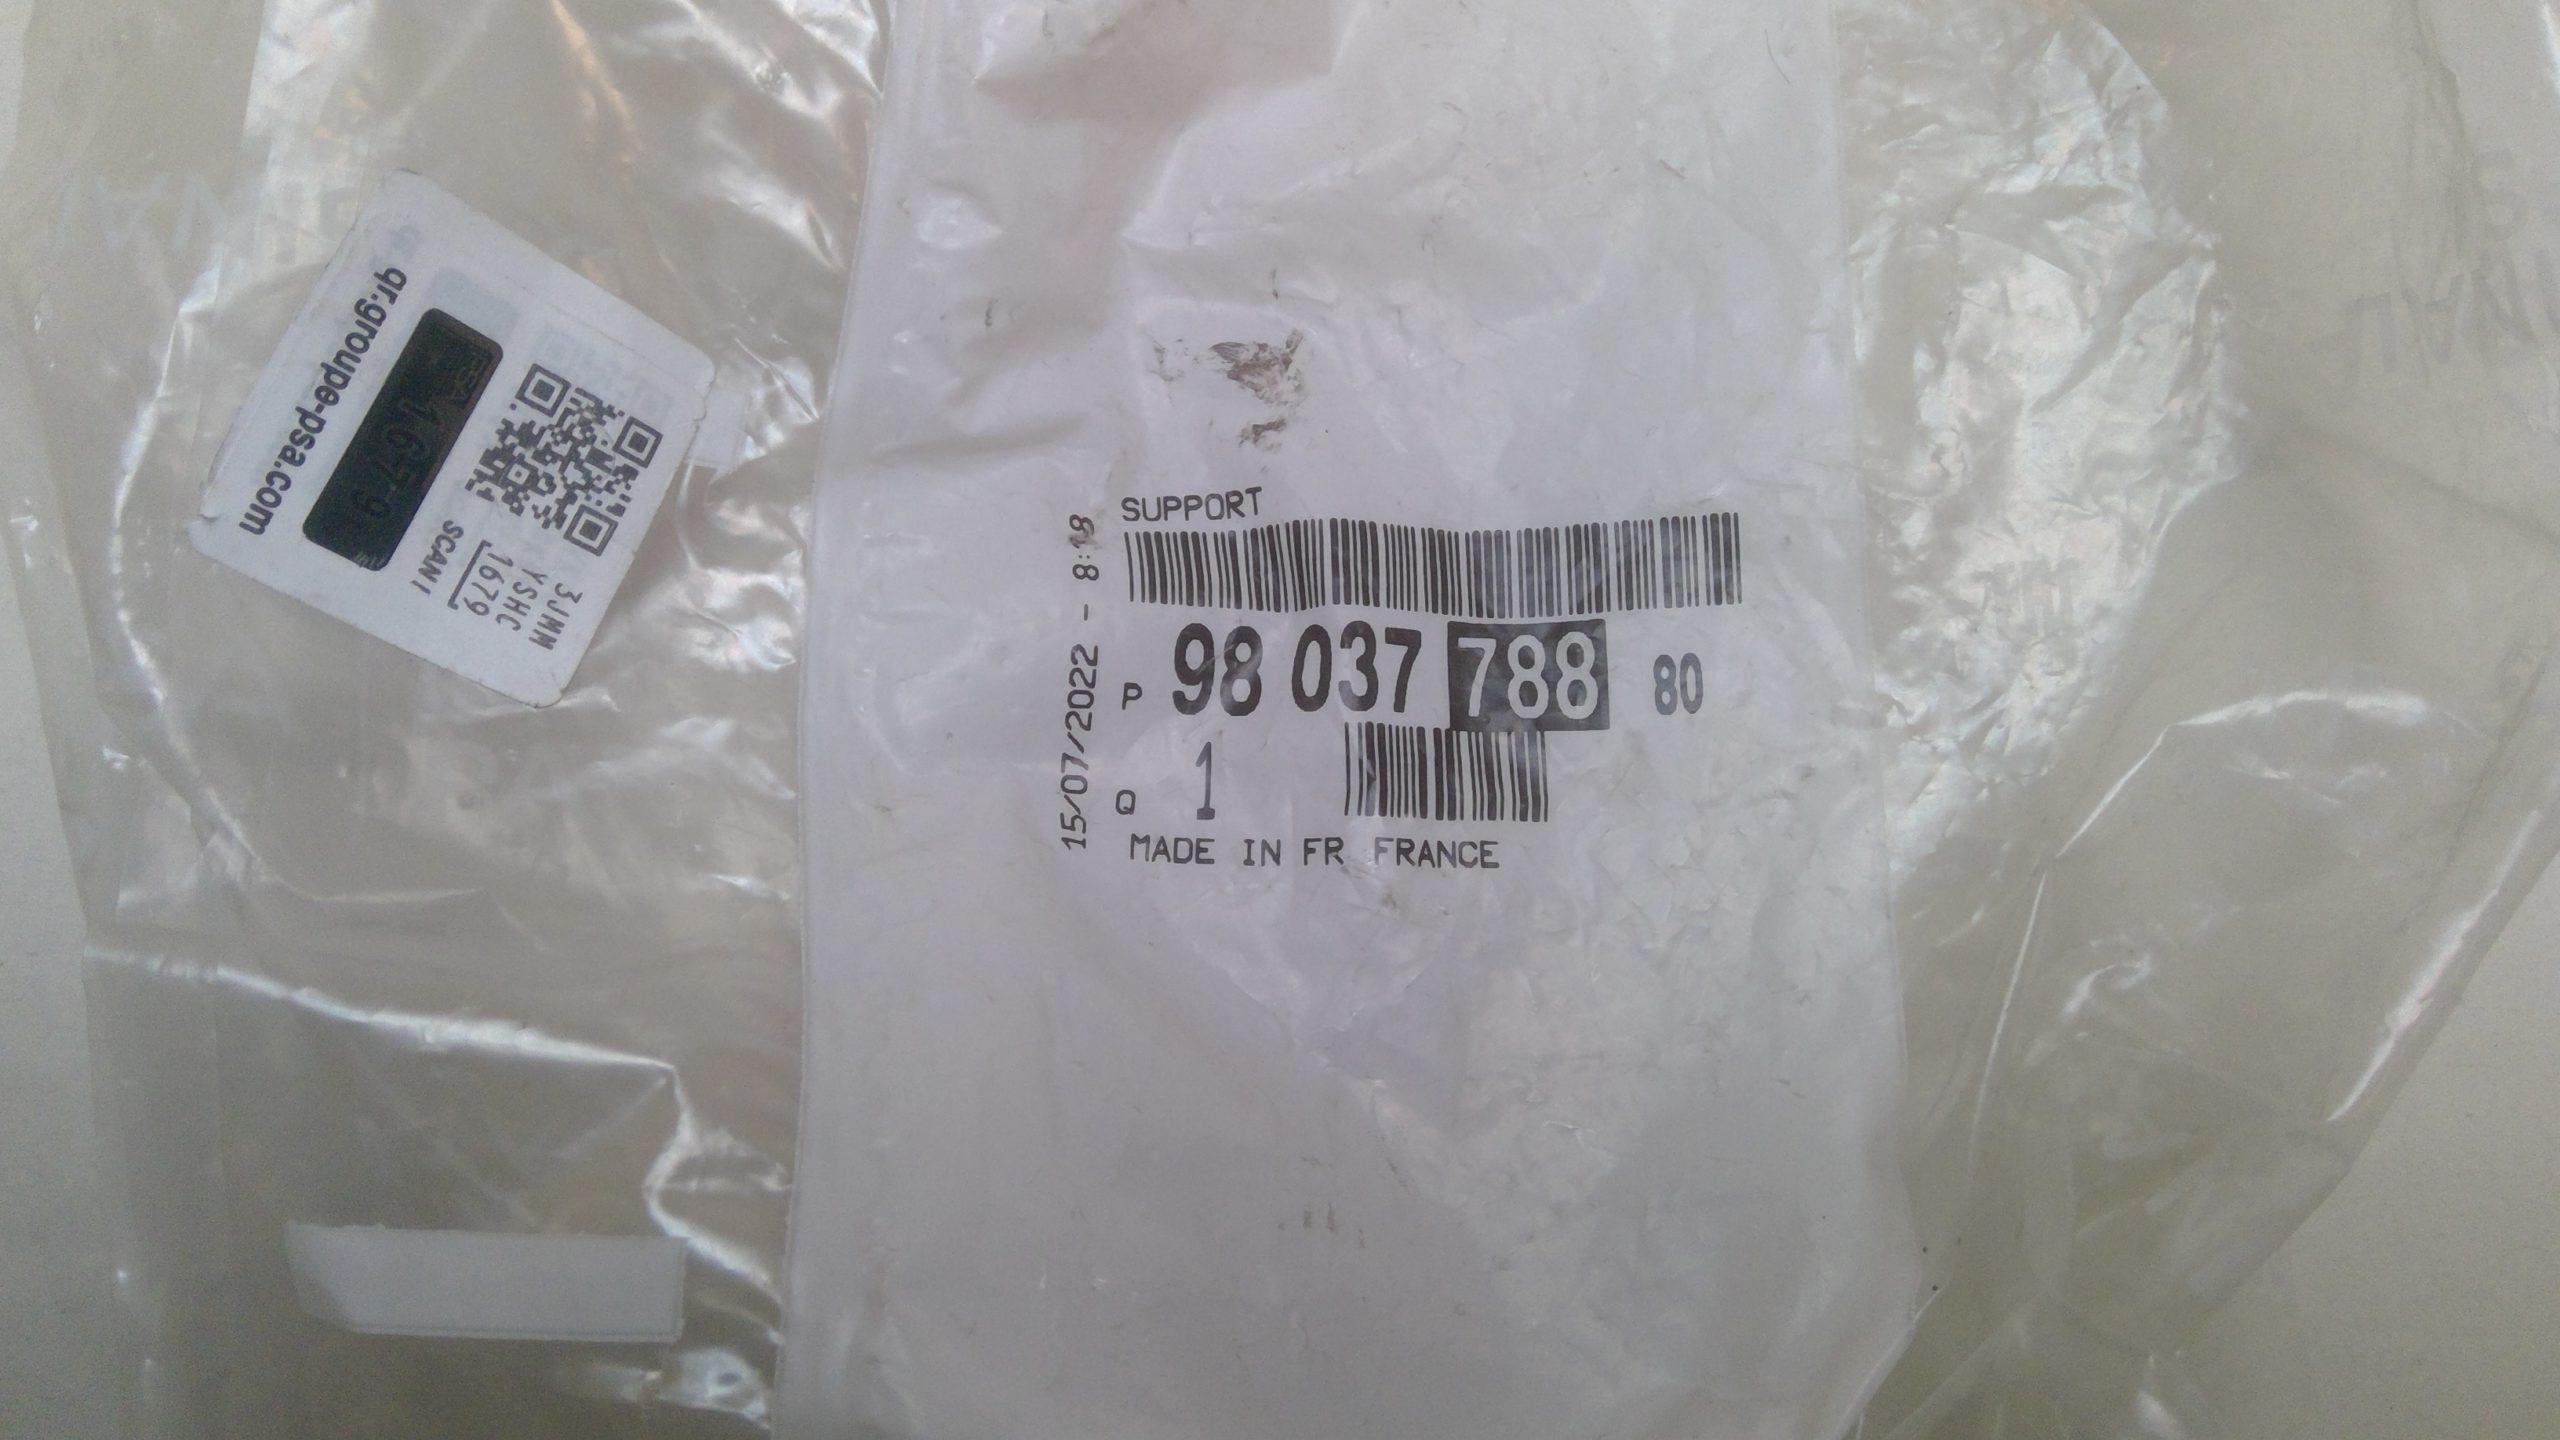 qr.groupe-psa.com
PSA
1679
SCAN!
3JMM
YSHC
1679
SUPPORT
P 98 037 788 80
Q 1
MADE IN FR FRANCE
15/07/2022 - 8:18